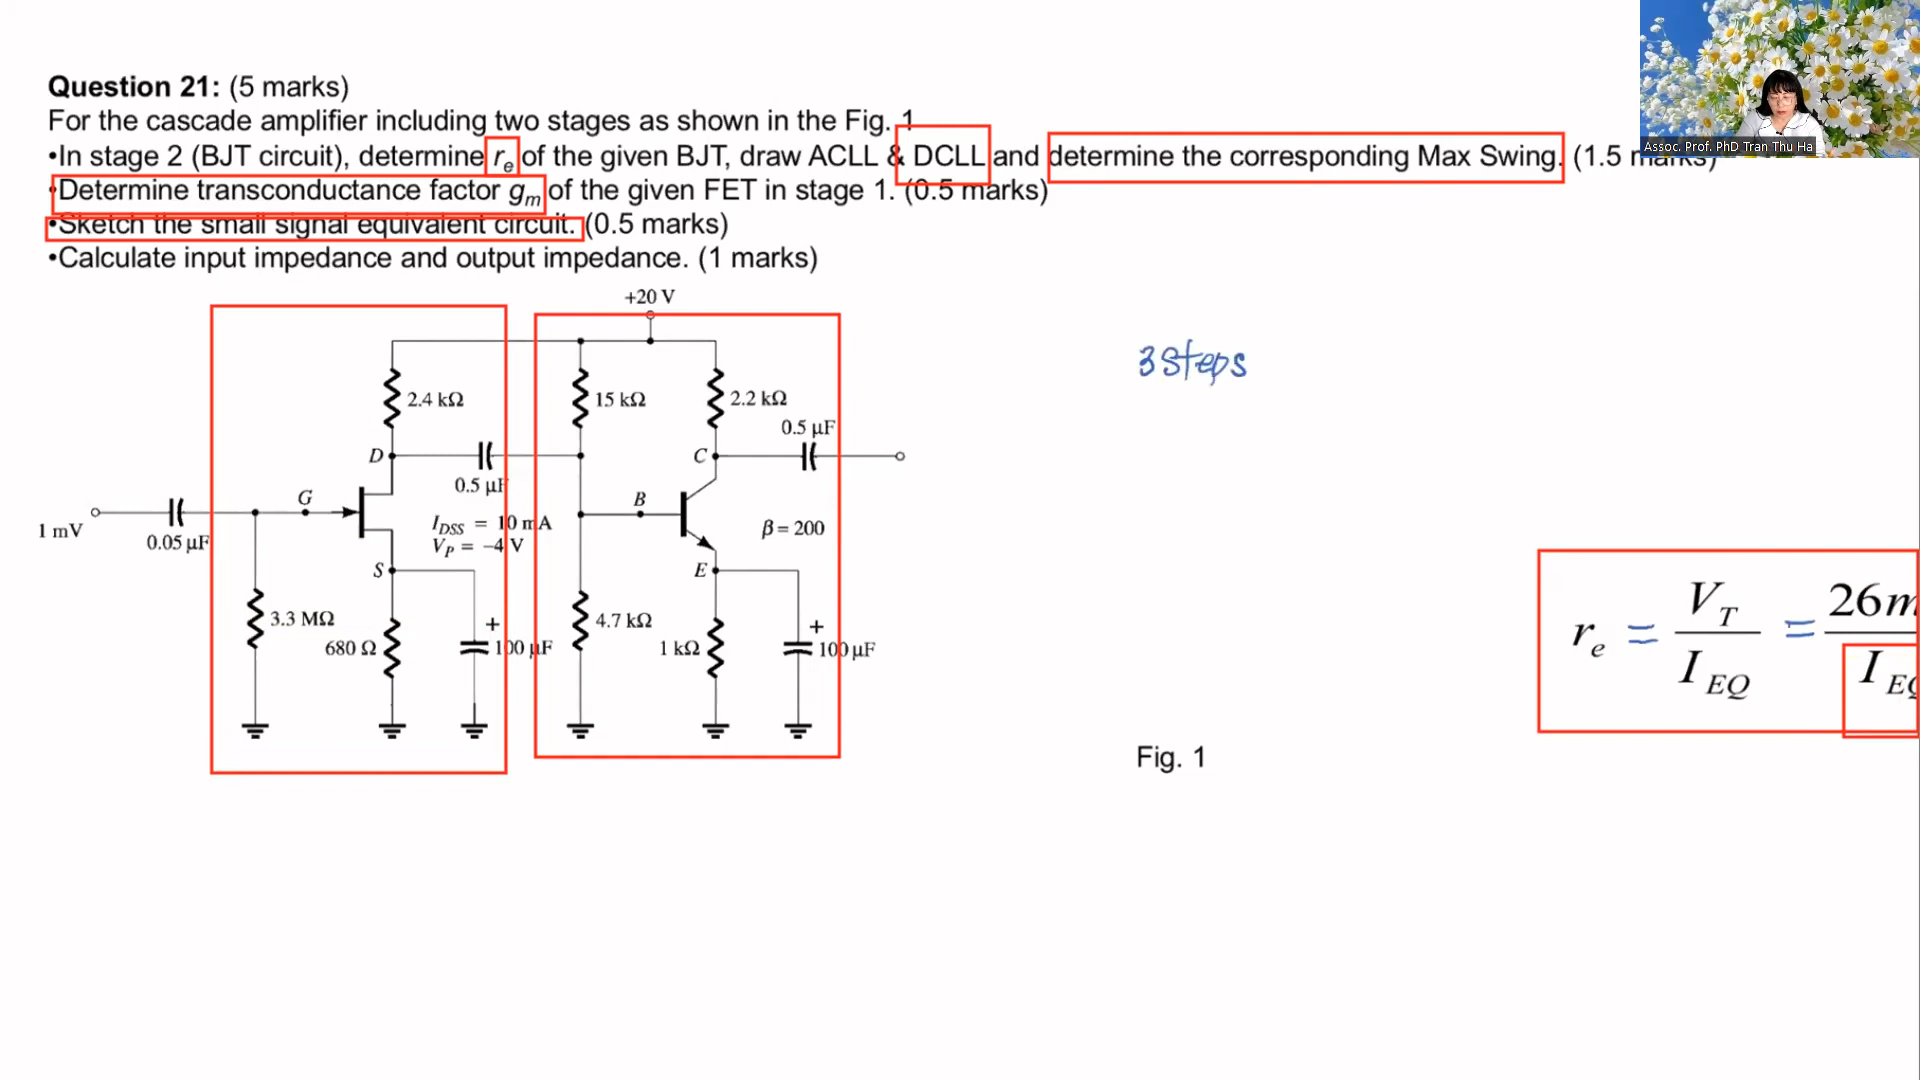 Question 21: (5 marks)
For the cascade amplifier including two stages as shown in the Fig. 1
•In stage 2 (BJT circuit), determine re of the given BJT, draw ACLL & DCLL and determine the corresponding Max Swing. (1.5 marks)
•Determine transconductance factor gm of the given FET in stage 1. (0.5 marks)
•Sketch the small signal equivalent circuit. (0.5 marks)
•Calculate input impedance and output impedance. (1 marks)
Assoc. Prof. PhD Tran Thu Ha
+20 V
3 steps
2.4 kΩ
15 kΩ
2.2 kΩ
0.5 µF
D
C
0.5 µF
G
B
1 mV
0.05 µF
IDSS = 10 mA
VP = –4 V
β = 200
S
E
3.3 MΩ
680 Ω
+
100 µF
4.7 kΩ
1 kΩ
+
100 µF
re = VT / IEQ = 26m / IEQ
Fig. 1